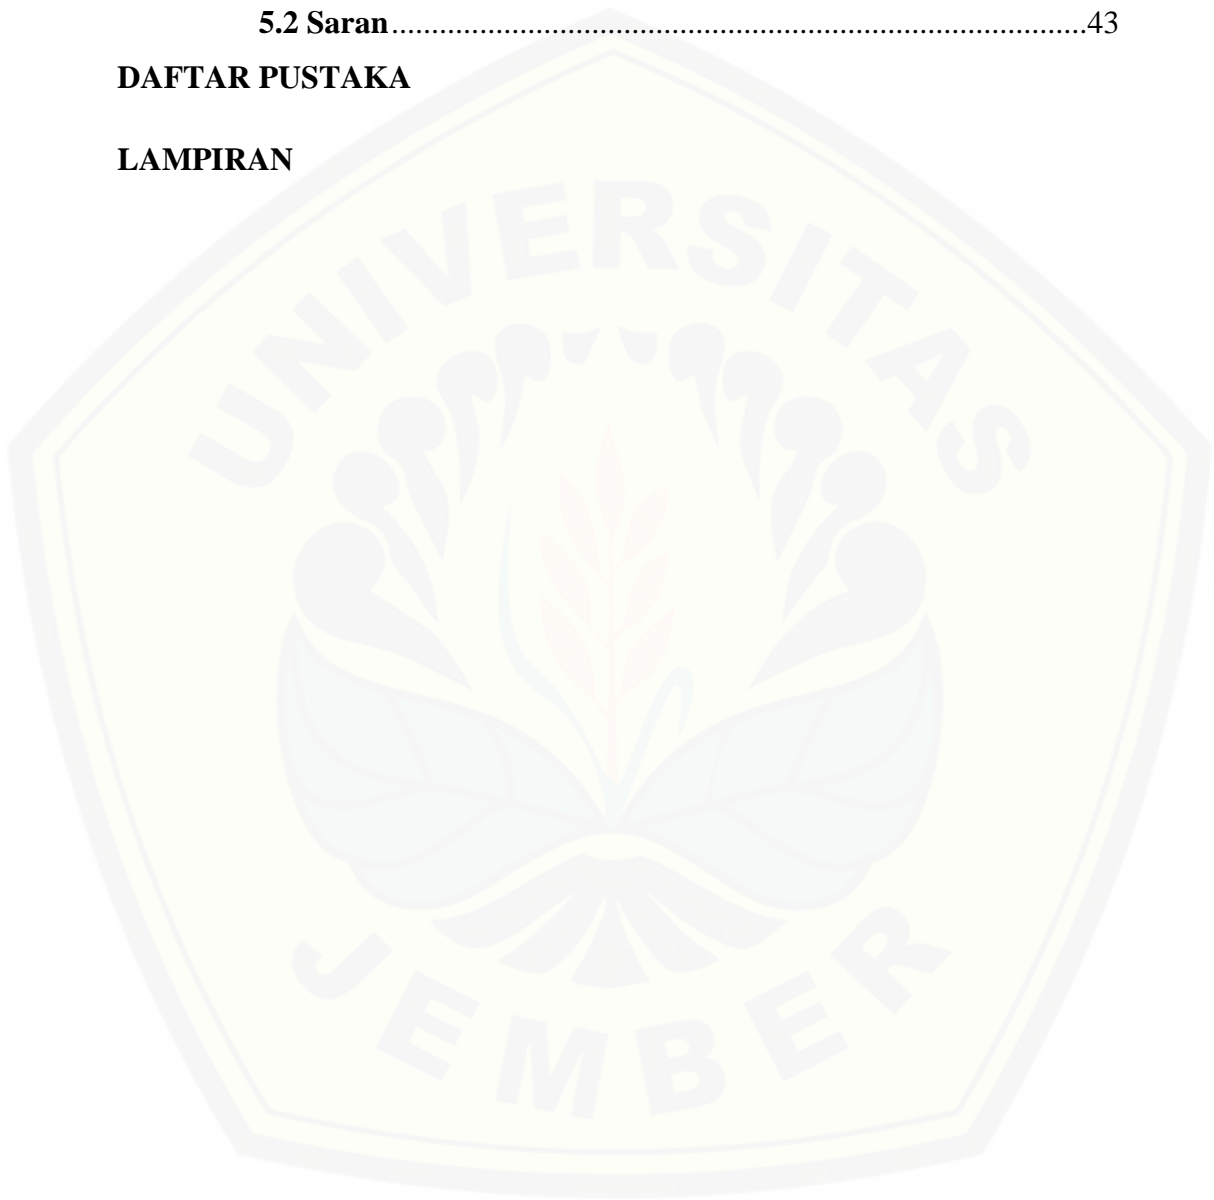 5.2 Saran.......................................................................................43
DAFTAR PUSTAKA
LAMPIRAN
UNIVERSITAS
JEMBER